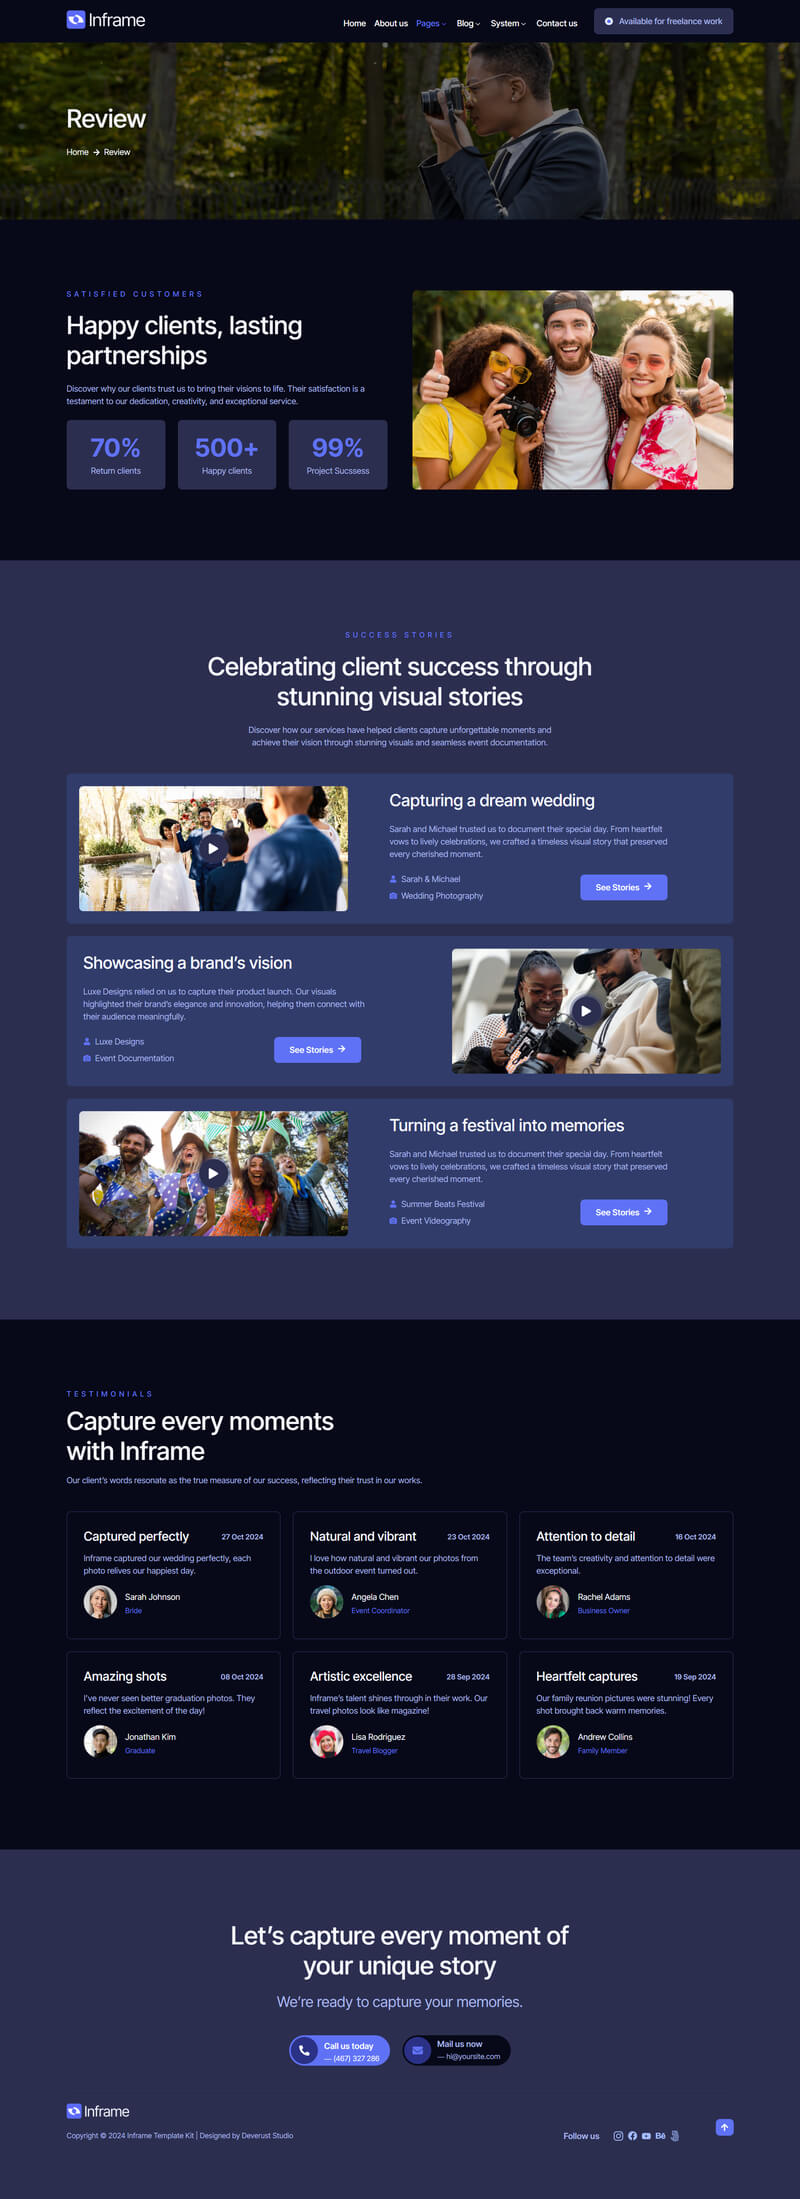 Inframe
Home About us Pages Blog System Contact us
Available for freelance work
Review
Home → Review
SATISFIED CUSTOMERS
Happy clients, lasting
partnerships
Discover why our clients trust us to bring their visions to life. Their satisfaction is a
testament to our dedication, creativity, and exceptional service.
70%
Return clients
500+
Happy clients
99%
Project Sucssess
SUCCESS STORIES
Celebrating client success through
stunning visual stories
Discover how our services have helped clients capture unforgettable moments and
achieve their vision through stunning visuals and seamless event documentation.
Capturing a dream wedding
Sarah and Michael trusted us to document their special day. From heartfelt
vows to lively celebrations, we crafted a timeless visual story that preserved
every cherished moment.
Sarah & Michael
Wedding Photography
See Stories →
Showcasing a brand’s vision
Luxe Designs relied on us to capture their product launch. Our visuals
highlighted their brand’s elegance and innovation, helping them connect with
their audience meaningfully.
Luxe Designs
Event Documentation
See Stories →
Turning a festival into memories
Sarah and Michael trusted us to document their special day. From heartfelt
vows to lively celebrations, we crafted a timeless visual story that preserved
every cherished moment.
Summer Beats Festival
Event Videography
See Stories →
TESTIMONIALS
Capture every moments
with Inframe
Our client’s words resonate as the true measure of our success, reflecting their trust in our works.
Captured perfectly
27 Oct 2024
Inframe captured our wedding perfectly, each
photo relives our happiest day.
Sarah Johnson
Bride
Natural and vibrant
23 Oct 2024
I love how natural and vibrant our photos from
the outdoor event turned out.
Angela Chen
Event Coordinator
Attention to detail
16 Oct 2024
The team’s creativity and attention to detail were
exceptional.
Rachel Adams
Business Owner
Amazing shots
08 Oct 2024
I’ve never seen better graduation photos. They
reflect the excitement of the day!
Jonathan Kim
Graduate
Artistic excellence
28 Sep 2024
Inframe’s talent shines through in their work. Our
travel photos look like magazine!
Lisa Rodriguez
Travel Blogger
Heartfelt captures
19 Sep 2024
Our family reunion pictures were stunning! Every
shot brought back warm memories.
Andrew Collins
Family Member
Let’s capture every moment of
your unique story
We’re ready to capture your memories.
Call us today
— (467) 327 286
Mail us now
— hi@yoursite.com
Inframe
Copyright © 2024 Inframe Template Kit | Designed by Deverust Studio
Follow us
Bē